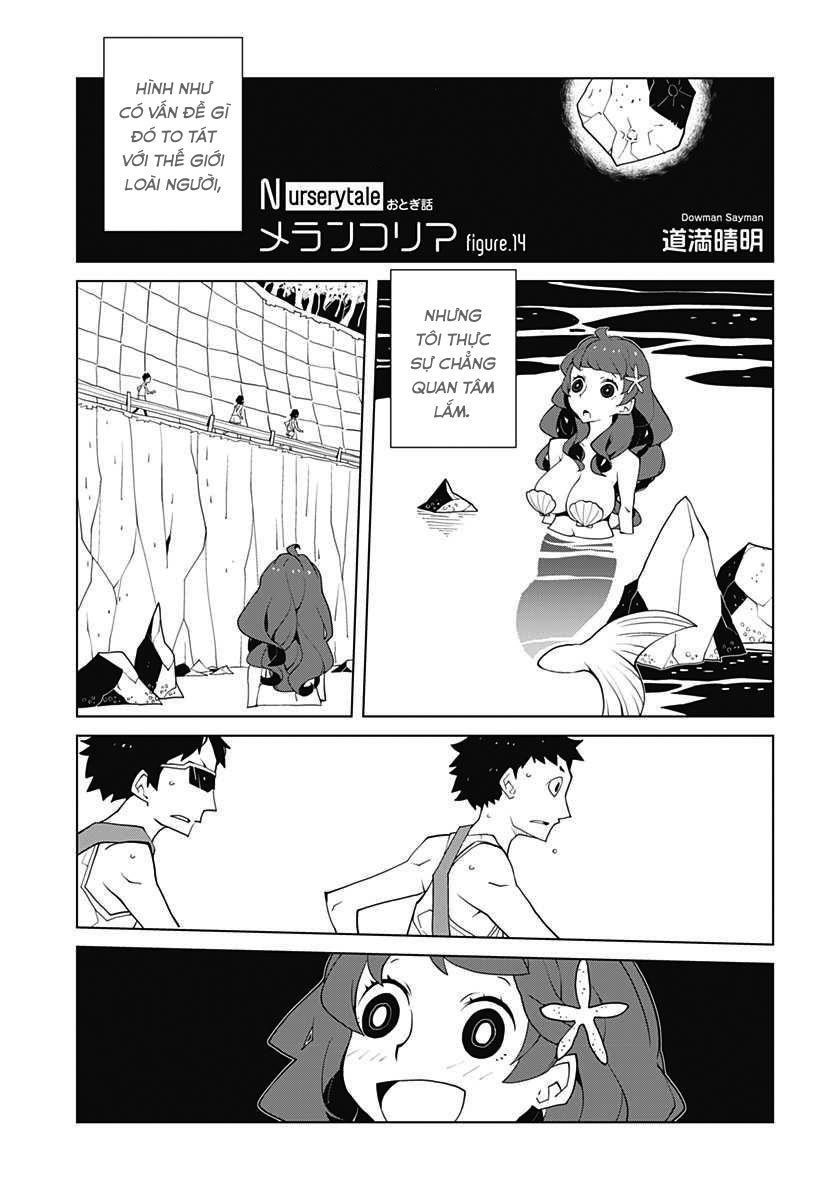 HÌNH NHƯ
CÓ VẤN ĐỀ GÌ
ĐÓ TO TÁT
VỚI THẾ GIỚI
LOÀI NGƯỜI,
Nurserytale おとぎ話
メランコリア figure.14
Dowman Sayman
道満晴明
NHƯNG
TÔI THỰC
SỰ CHẲNG
QUAN TÂM
LẮM.